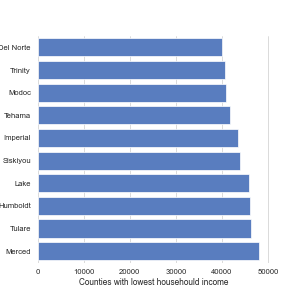 Del Norte
Trinity
Modoc
Tehama
Imperial
Siskiyou
Lake
Humboldt
Tulare
Merced
0 10000 20000 30000 40000 50000
Counties with lowest househould income